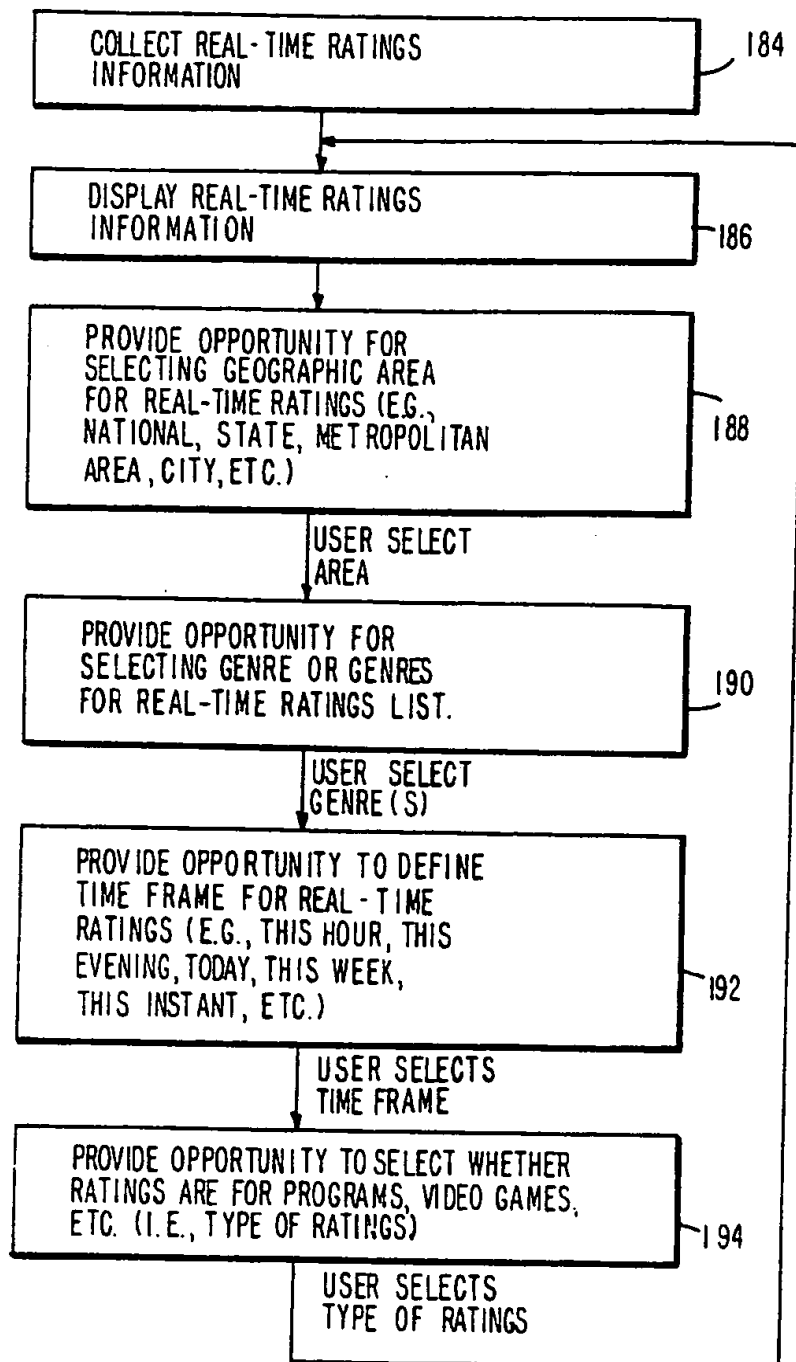 COLLECT REAL-TIME RATINGS
INFORMATION
184
DISPLAY REAL-TIME RATINGS
INFORMATION
186
PROVIDE OPPORTUNITY FOR
SELECTING GEOGRAPHIC AREA
FOR REAL-TIME RATINGS (E.G.,
NATIONAL, STATE, METROPOLITAN
AREA, CITY, ETC.)
188
USER SELECT
AREA
PROVIDE OPPORTUNITY FOR
SELECTING GENRE OR GENRES
FOR REAL-TIME RATINGS LIST.
190
USER SELECT
GENRE(S)
PROVIDE OPPORTUNITY TO DEFINE
TIME FRAME FOR REAL-TIME
RATINGS (E.G., THIS HOUR, THIS
EVENING, TODAY, THIS WEEK,
THIS INSTANT, ETC.)
192
USER SELECTS
TIME FRAME
PROVIDE OPPORTUNITY TO SELECT WHETHER
RATINGS ARE FOR PROGRAMS, VIDEO GAMES,
ETC. (I.E., TYPE OF RATINGS)
194
USER SELECTS
TYPE OF RATINGS